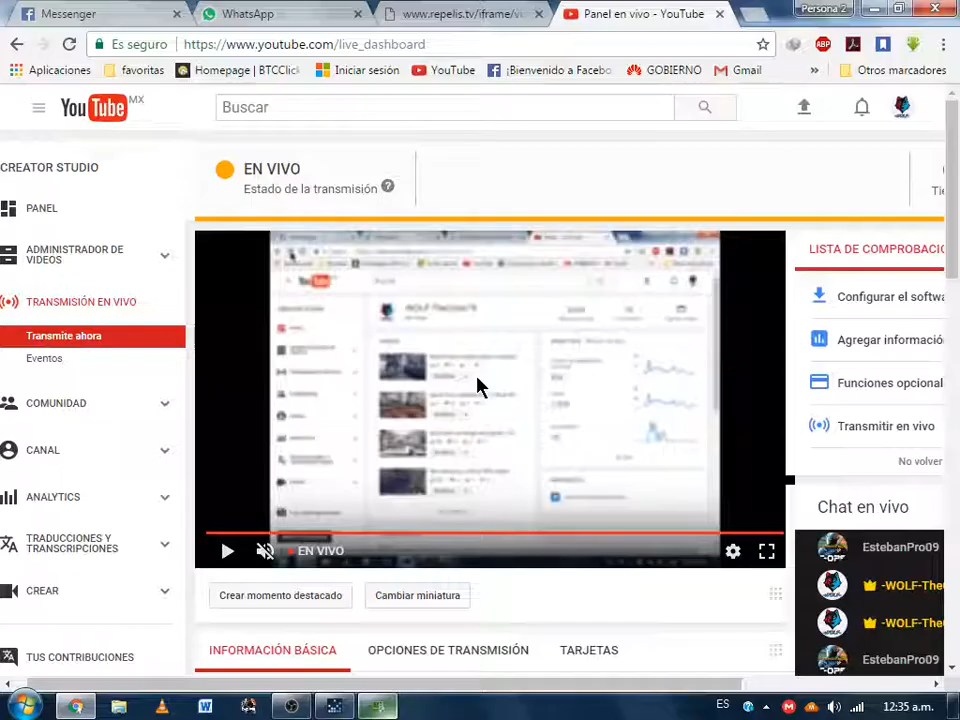 Messenger
WhatsApp
www.repelis.tv/iframe/v
Panel en vivo - YouTube
Persona 2
Es seguro
https://www.youtube.com/live_dashboard
Aplicaciones
favoritas
Homepage | BTCClick
Iniciar sesión
YouTube
¡Bienvenido a Facebo
GOBIERNO
Gmail
»
Otros marcadores
YouTube MX
Buscar
CREATOR STUDIO
PANEL
ADMINISTRADOR DE VIDEOS
TRANSMISIÓN EN VIVO
Transmite ahora
Eventos
COMUNIDAD
CANAL
ANALYTICS
TRADUCCIONES Y TRANSCRIPCIONES
CREAR
TUS CONTRIBUCIONES
EN VIVO
Estado de la transmisión ?
Tie
EN VIVO
Crear momento destacado
Cambiar miniatura
INFORMACIÓN BÁSICA
OPCIONES DE TRANSMISIÓN
TARJETAS
LISTA DE COMPROBACIÓ
Configurar el softwa
Agregar informació
Funciones opcional
Transmitir en vivo
No volver
Chat en vivo
EstebanPro09
-WOLF-The
-WOLF-The
EstebanPro09
ES
12:35 a.m.